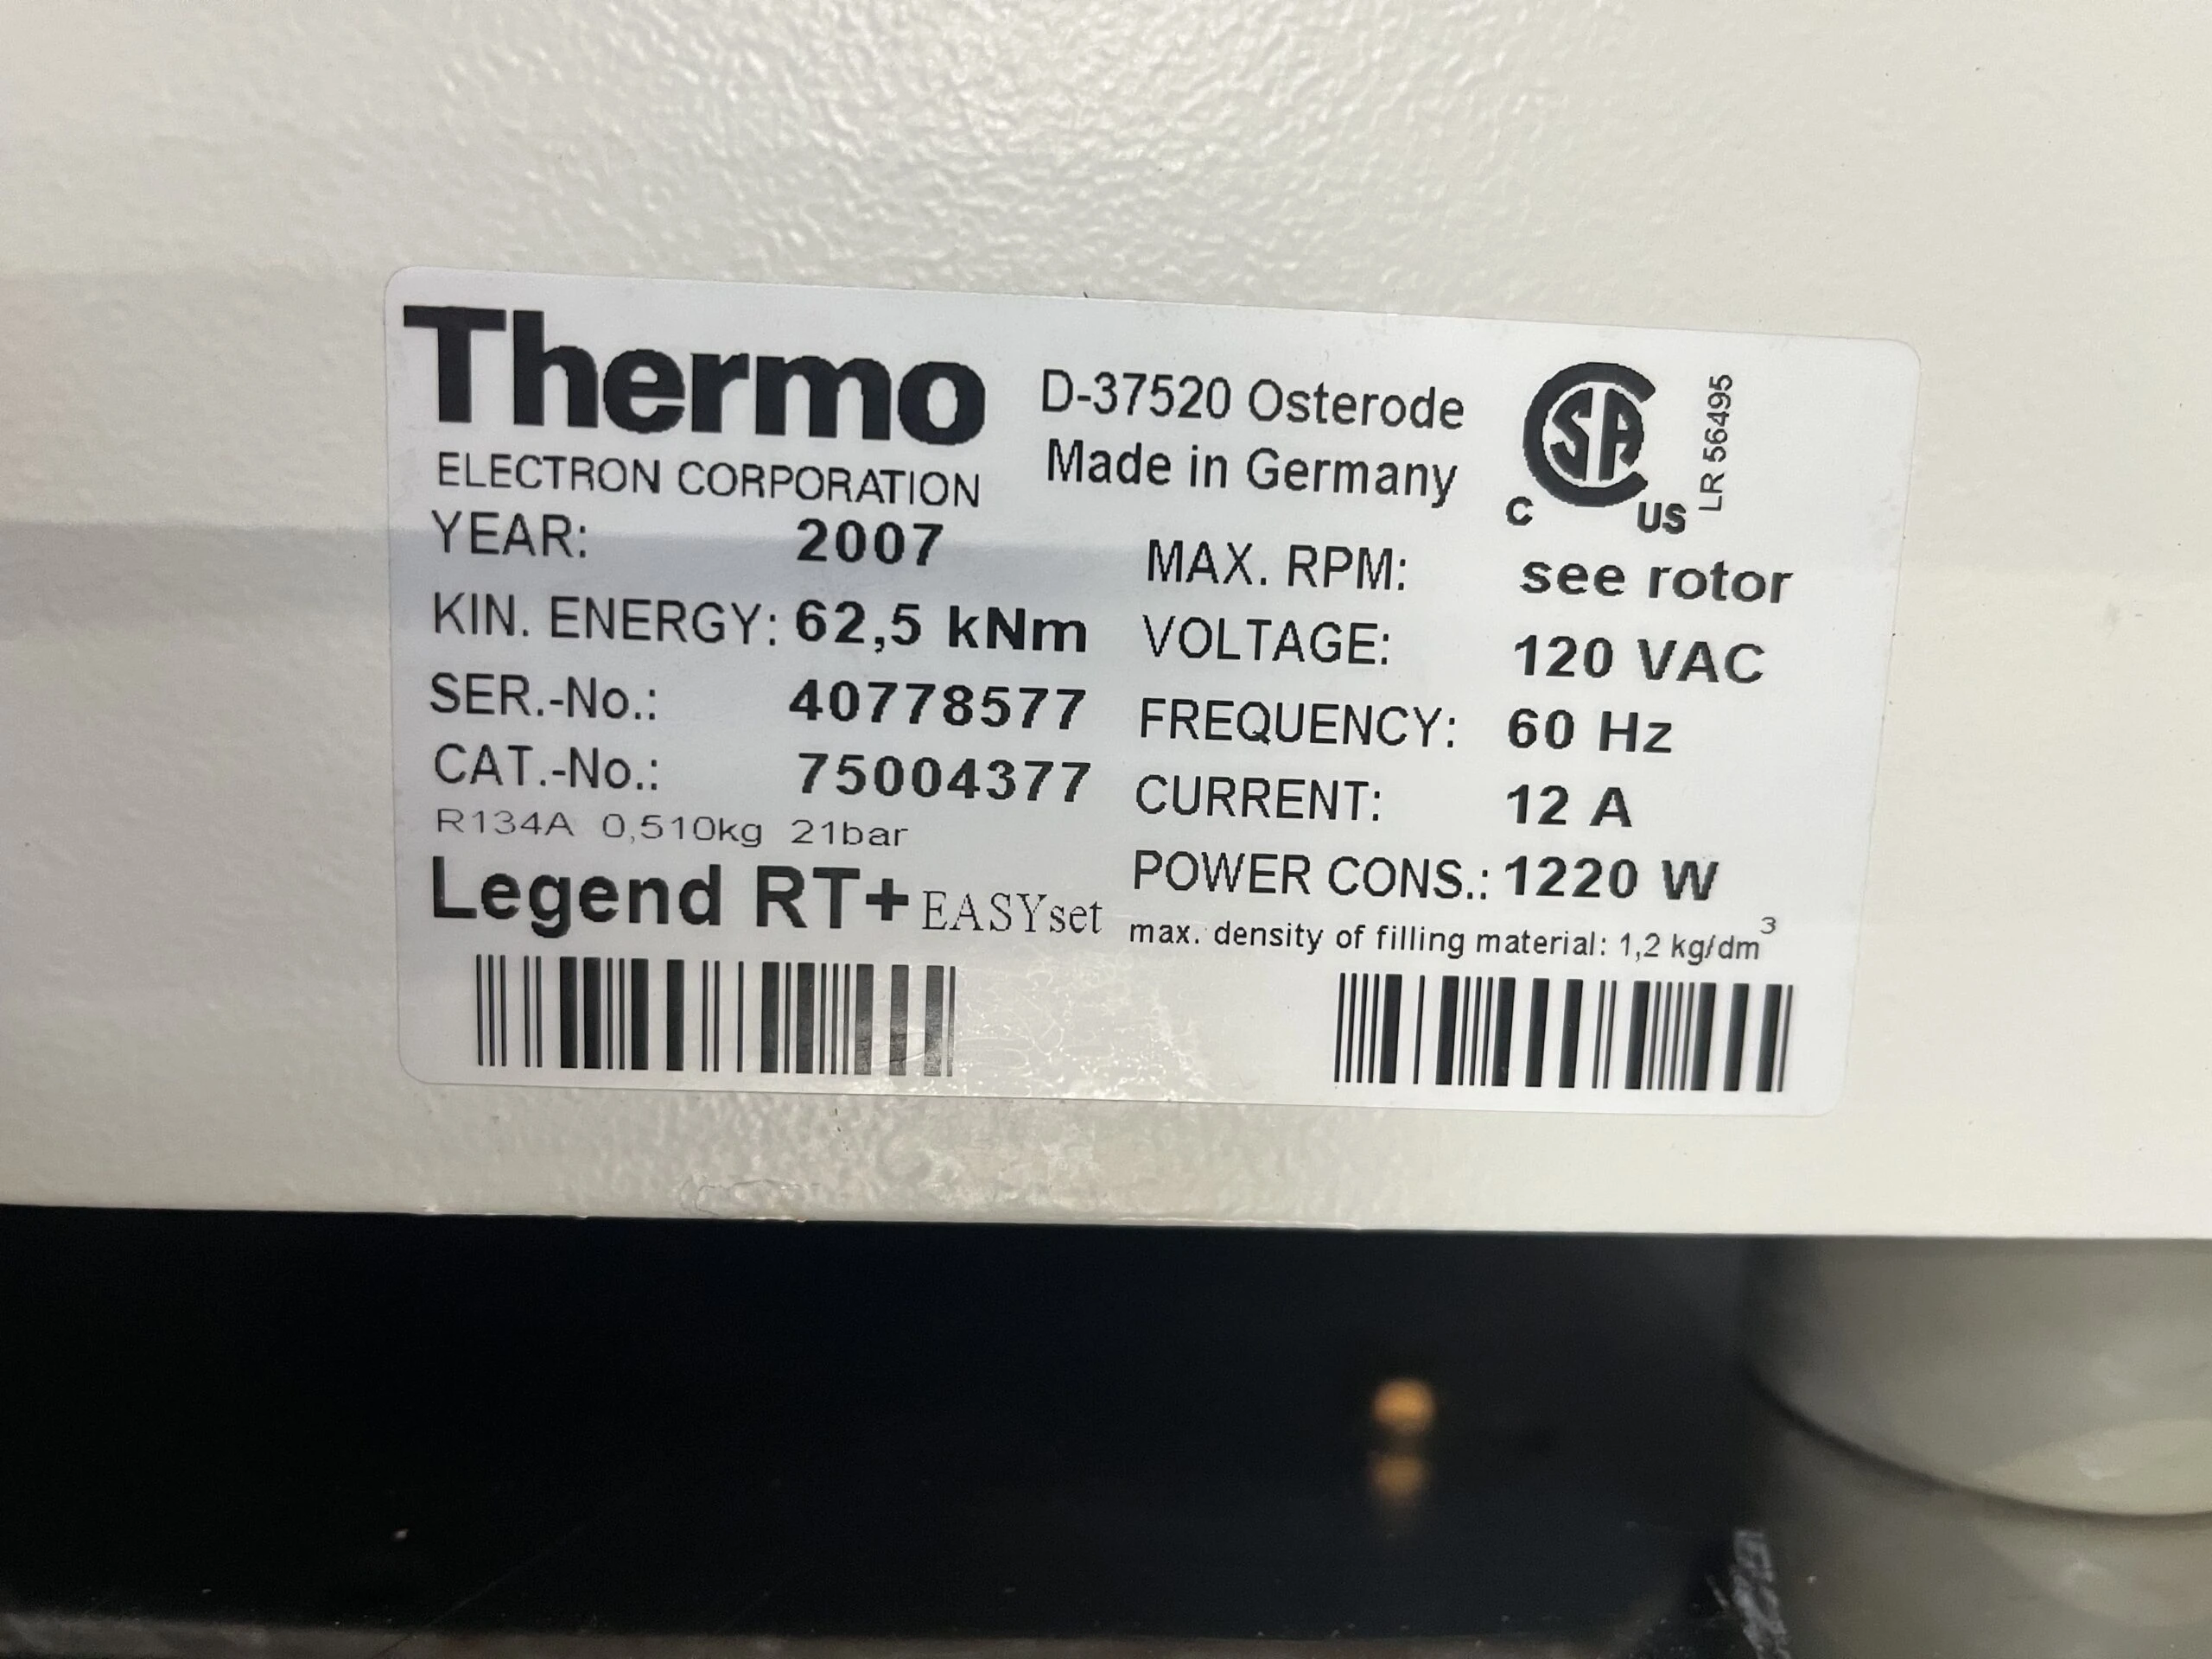 Thermo
ELECTRON CORPORATION
D-37520 Osterode
Made in Germany
CSA
C US
LR 56495
YEAR: 2007
KIN. ENERGY: 62,5 kNm
SER.-No.: 40778577
CAT.-No.: 75004377
R134A 0,510kg 21bar
Legend RT+ EASYset
MAX. RPM: see rotor
VOLTAGE: 120 VAC
FREQUENCY: 60 Hz
CURRENT: 12 A
POWER CONS.: 1220 W
max. density of filling material: 1,2 kg/dm³